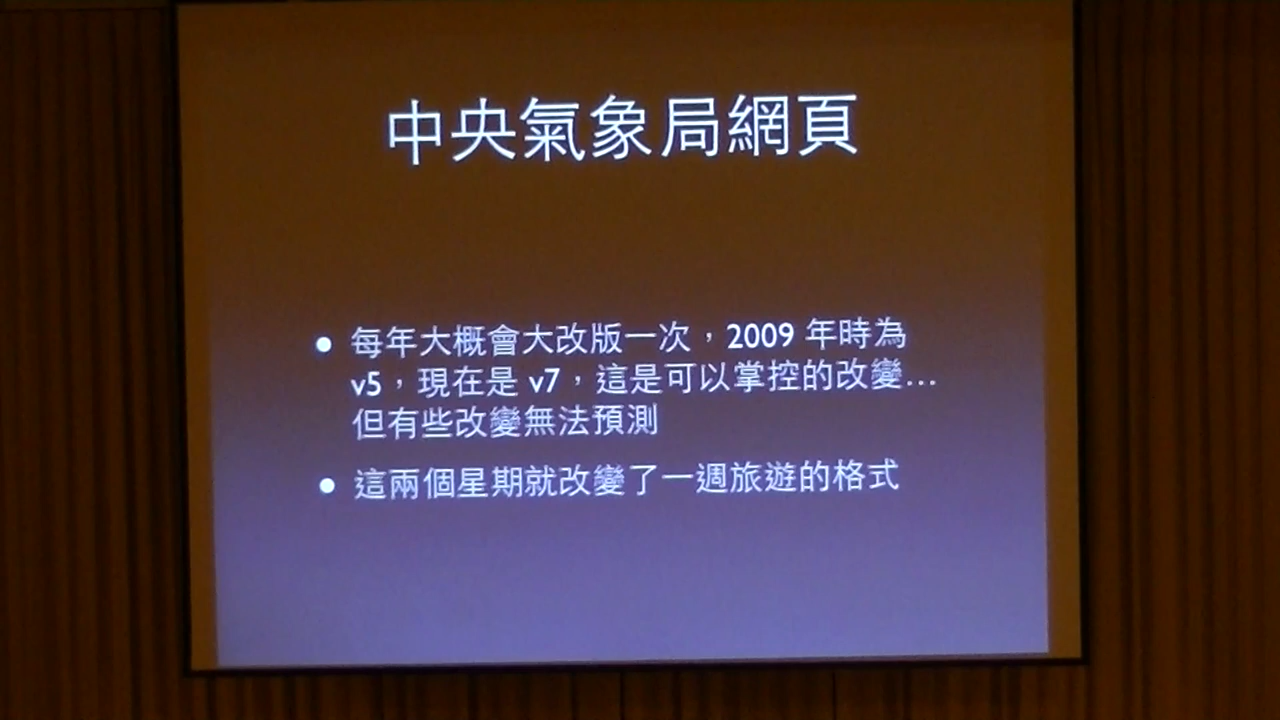 中央氣象局網頁
• 每年大概會大改版一次，2009 年時為
v5，現在是 v7，這是可以掌控的改變…
但有些改變無法預測
• 這兩個星期就改變了一週旅遊的格式